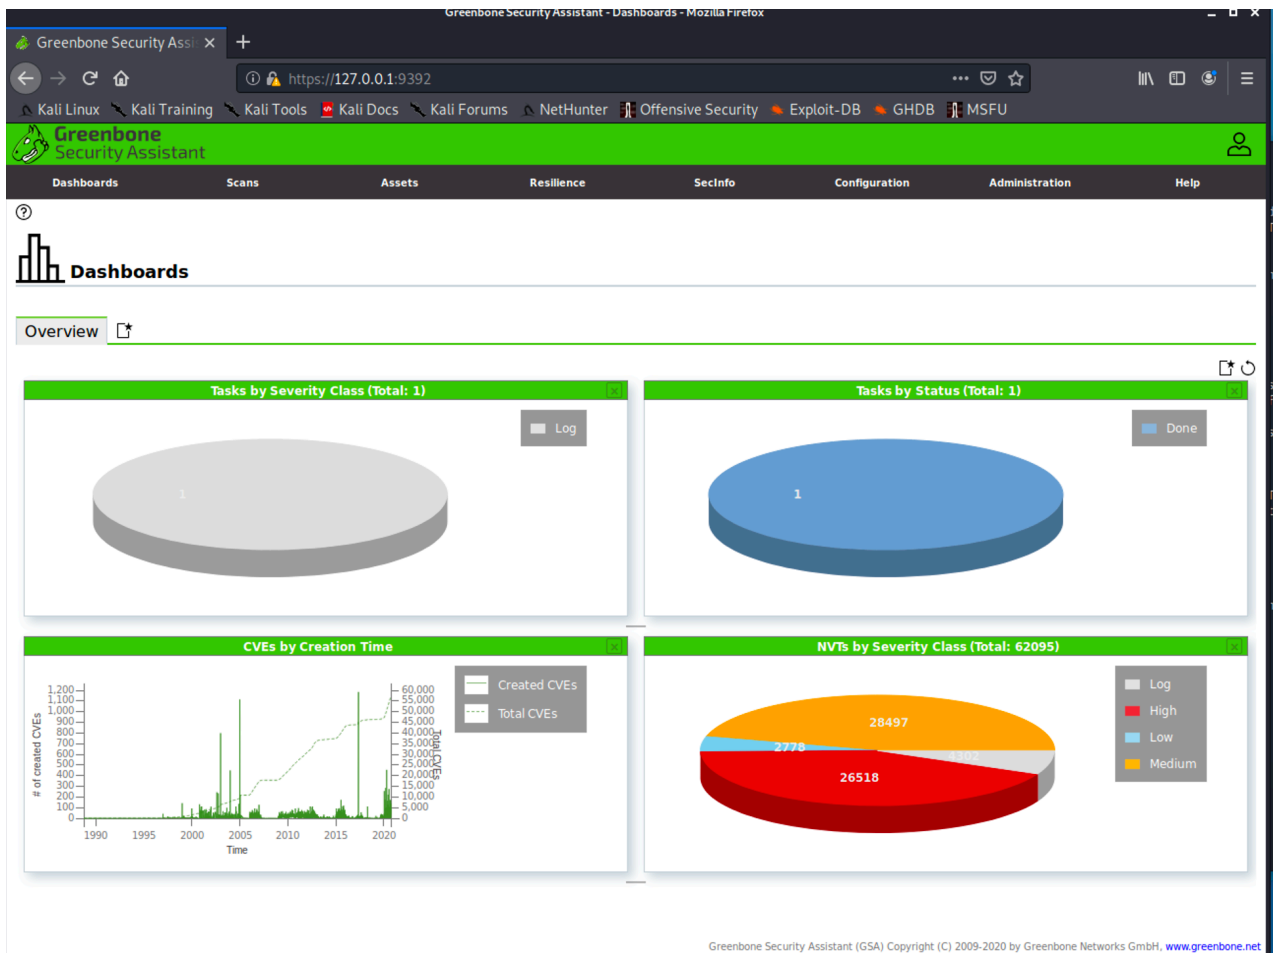 Greenbone Security Assistant - Dashboards - Mozilla Firefox
Greenbone Security Assi
https://127.0.0.1:9392
Kali Linux Kali Training Kali Tools Kali Docs Kali Forums NetHunter Offensive Security Exploit-DB GHDB MSFU
Greenbone
Security Assistant
Dashboards Scans Assets Resilience SecInfo Configuration Administration Help
Dashboards
Overview
Tasks by Severity Class (Total: 1)
Log
1
Tasks by Status (Total: 1)
Done
1
CVEs by Creation Time
Created CVEs
Total CVEs
# of created CVEs
1,200
1,100
1,000
900
800
700
600
500
400
300
200
100
0
60,000
55,000
50,000
45,000
40,000
35,000
30,000
25,000
20,000
15,000
10,000
5,000
0
Total CVEs
1990 1995 2000 2005 2010 2015 2020
Time
NVTs by Severity Class (Total: 62095)
Log
High
Low
Medium
28497
2778
4302
26518
Greenbone Security Assistant (GSA) Copyright (C) 2009-2020 by Greenbone Networks GmbH, www.greenbone.net